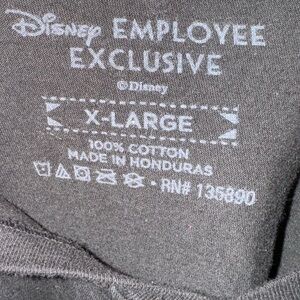 Disney EMPLOYEE
EXCLUSIVE
©Disney
X-LARGE
100% COTTON
MADE IN HONDURAS
• RN# 135890